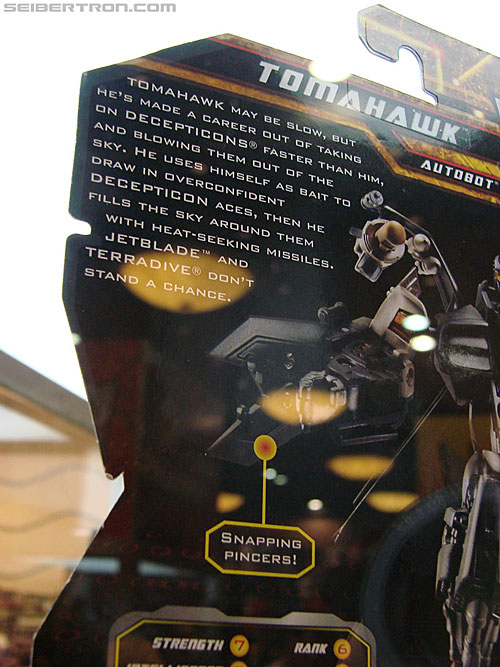 SEIBERTRON.COM
TOMAHAWK™
AUTOBOT
TOMAHAWK MAY BE SLOW, BUT
HE'S MADE A CAREER OUT OF TAKING
ON DECEPTICONS® FASTER THAN HIM,
AND BLOWING THEM OUT OF THE
SKY. HE USES HIMSELF AS BAIT TO
DRAW IN OVERCONFIDENT
DECEPTICON ACES, THEN HE
FILLS THE SKY AROUND THEM
WITH HEAT-SEEKING MISSILES.
JETBLADE™ AND
TERRADIVE® DON'T
STAND A CHANCE.
SNAPPING
PINCERS!
STRENGTH 7 RANK 6